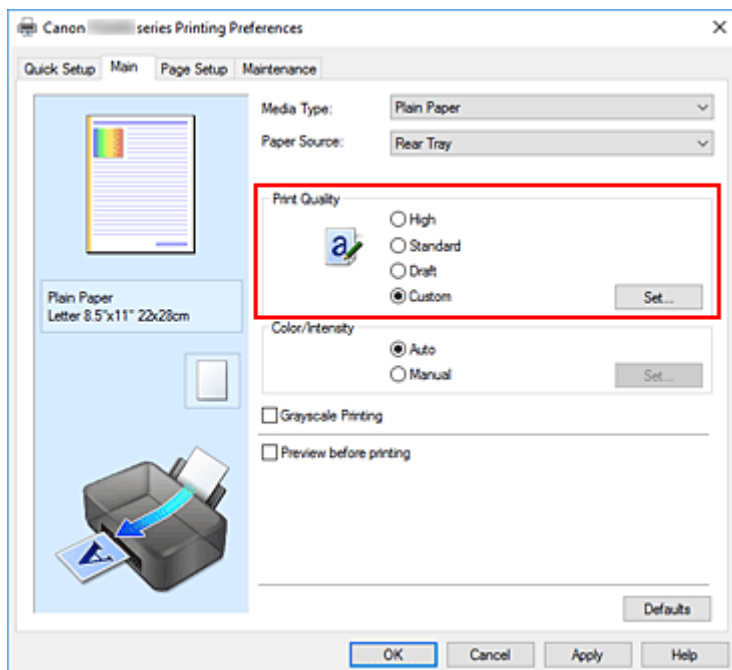 Canon series Printing Preferences
Quick Setup Main Page Setup Maintenance
Media Type: Plain Paper
Paper Source: Rear Tray
Print Quality
a
High
Standard
Draft
Custom Set...
Plain Paper
Letter 8.5"x11" 22x28cm
Color/Intensity
Auto
Manual Set...
Grayscale Printing
Preview before printing
A
Defaults
OK Cancel Apply Help